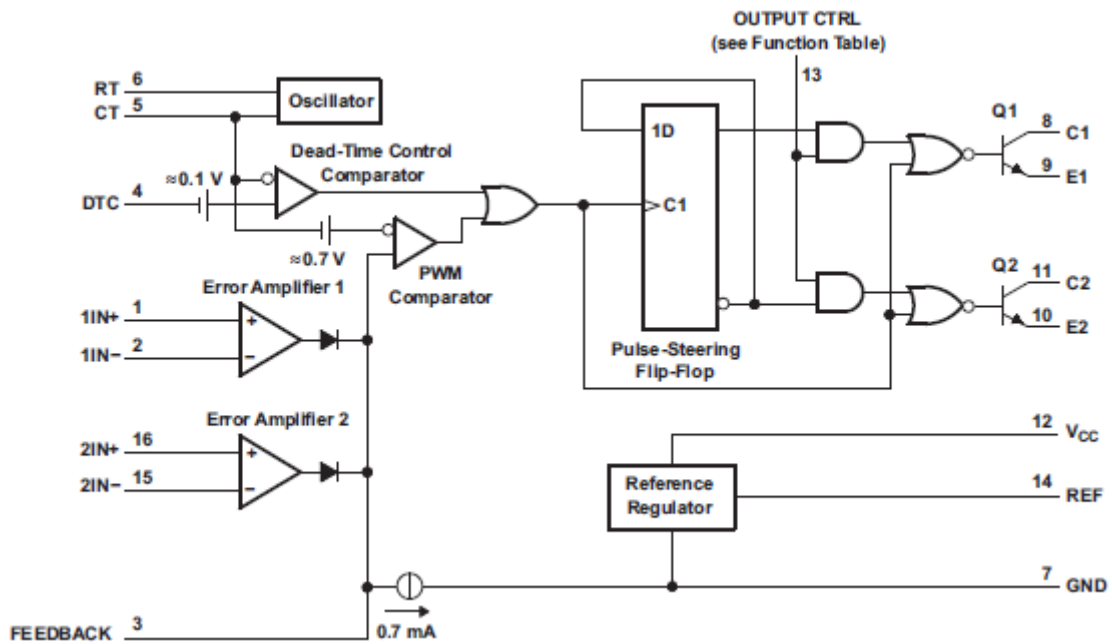 OUTPUT CTRL
(see Function Table)
13
RT 6
CT 5
Oscillator
Dead-Time Control
Comparator
≈0.1 V
DTC 4
≈0.7 V
PWM
Comparator
1D
C1
Pulse-Steering
Flip-Flop
Q1
8 C1
9 E1
Q2
11 C2
10 E2
Error Amplifier 1
1IN+ 1
1IN− 2
+
−
Error Amplifier 2
2IN+ 16
2IN− 15
+
−
12 VCC
Reference
Regulator
14 REF
7 GND
0.7 mA
FEEDBACK 3